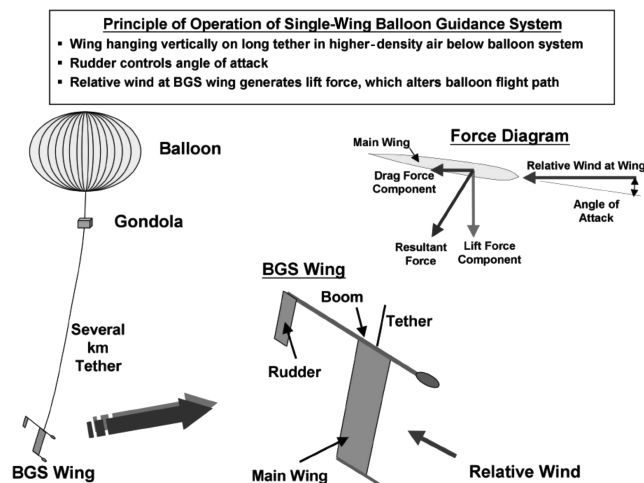 Principle of Operation of Single-Wing Balloon Guidance System
▪ Wing hanging vertically on long tether in higher-density air below balloon system
▪ Rudder controls angle of attack
▪ Relative wind at BGS wing generates lift force, which alters balloon flight path
Balloon
Gondola
Several
km
Tether
BGS Wing
Force Diagram
Main Wing
Drag Force
Component
Relative Wind at Wing
Angle of
Attack
Resultant
Force
Lift Force
Component
BGS Wing
Boom
Tether
Rudder
Main Wing
Relative Wind